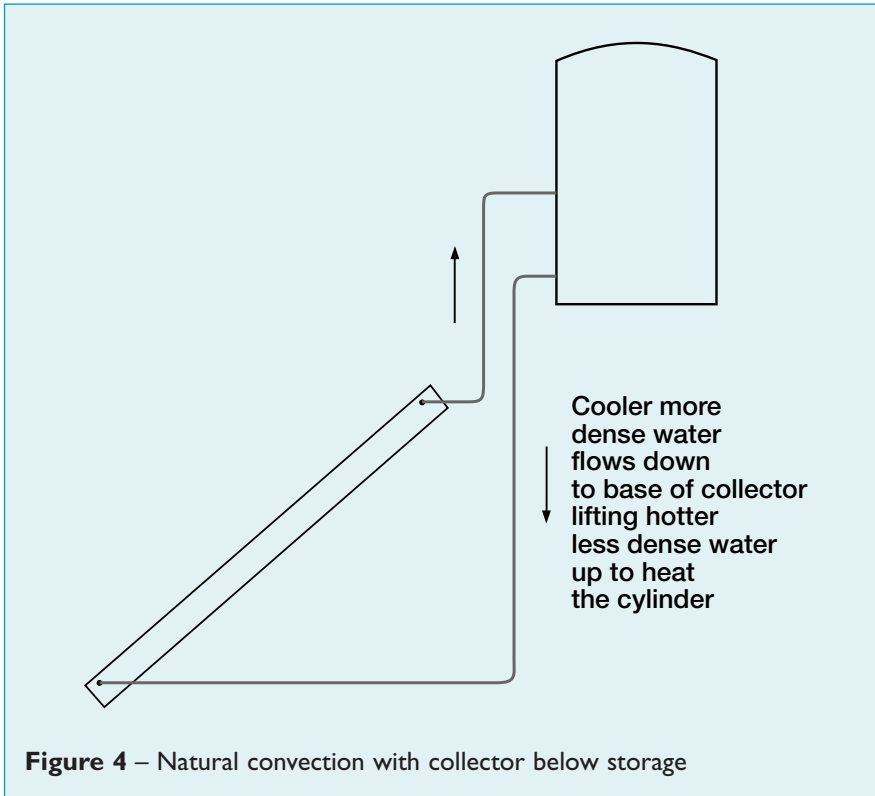 Cooler more
dense water
flows down
to base of collector
lifting hotter
less dense water
up to heat
the cylinder
Figure 4 – Natural convection with collector below storage